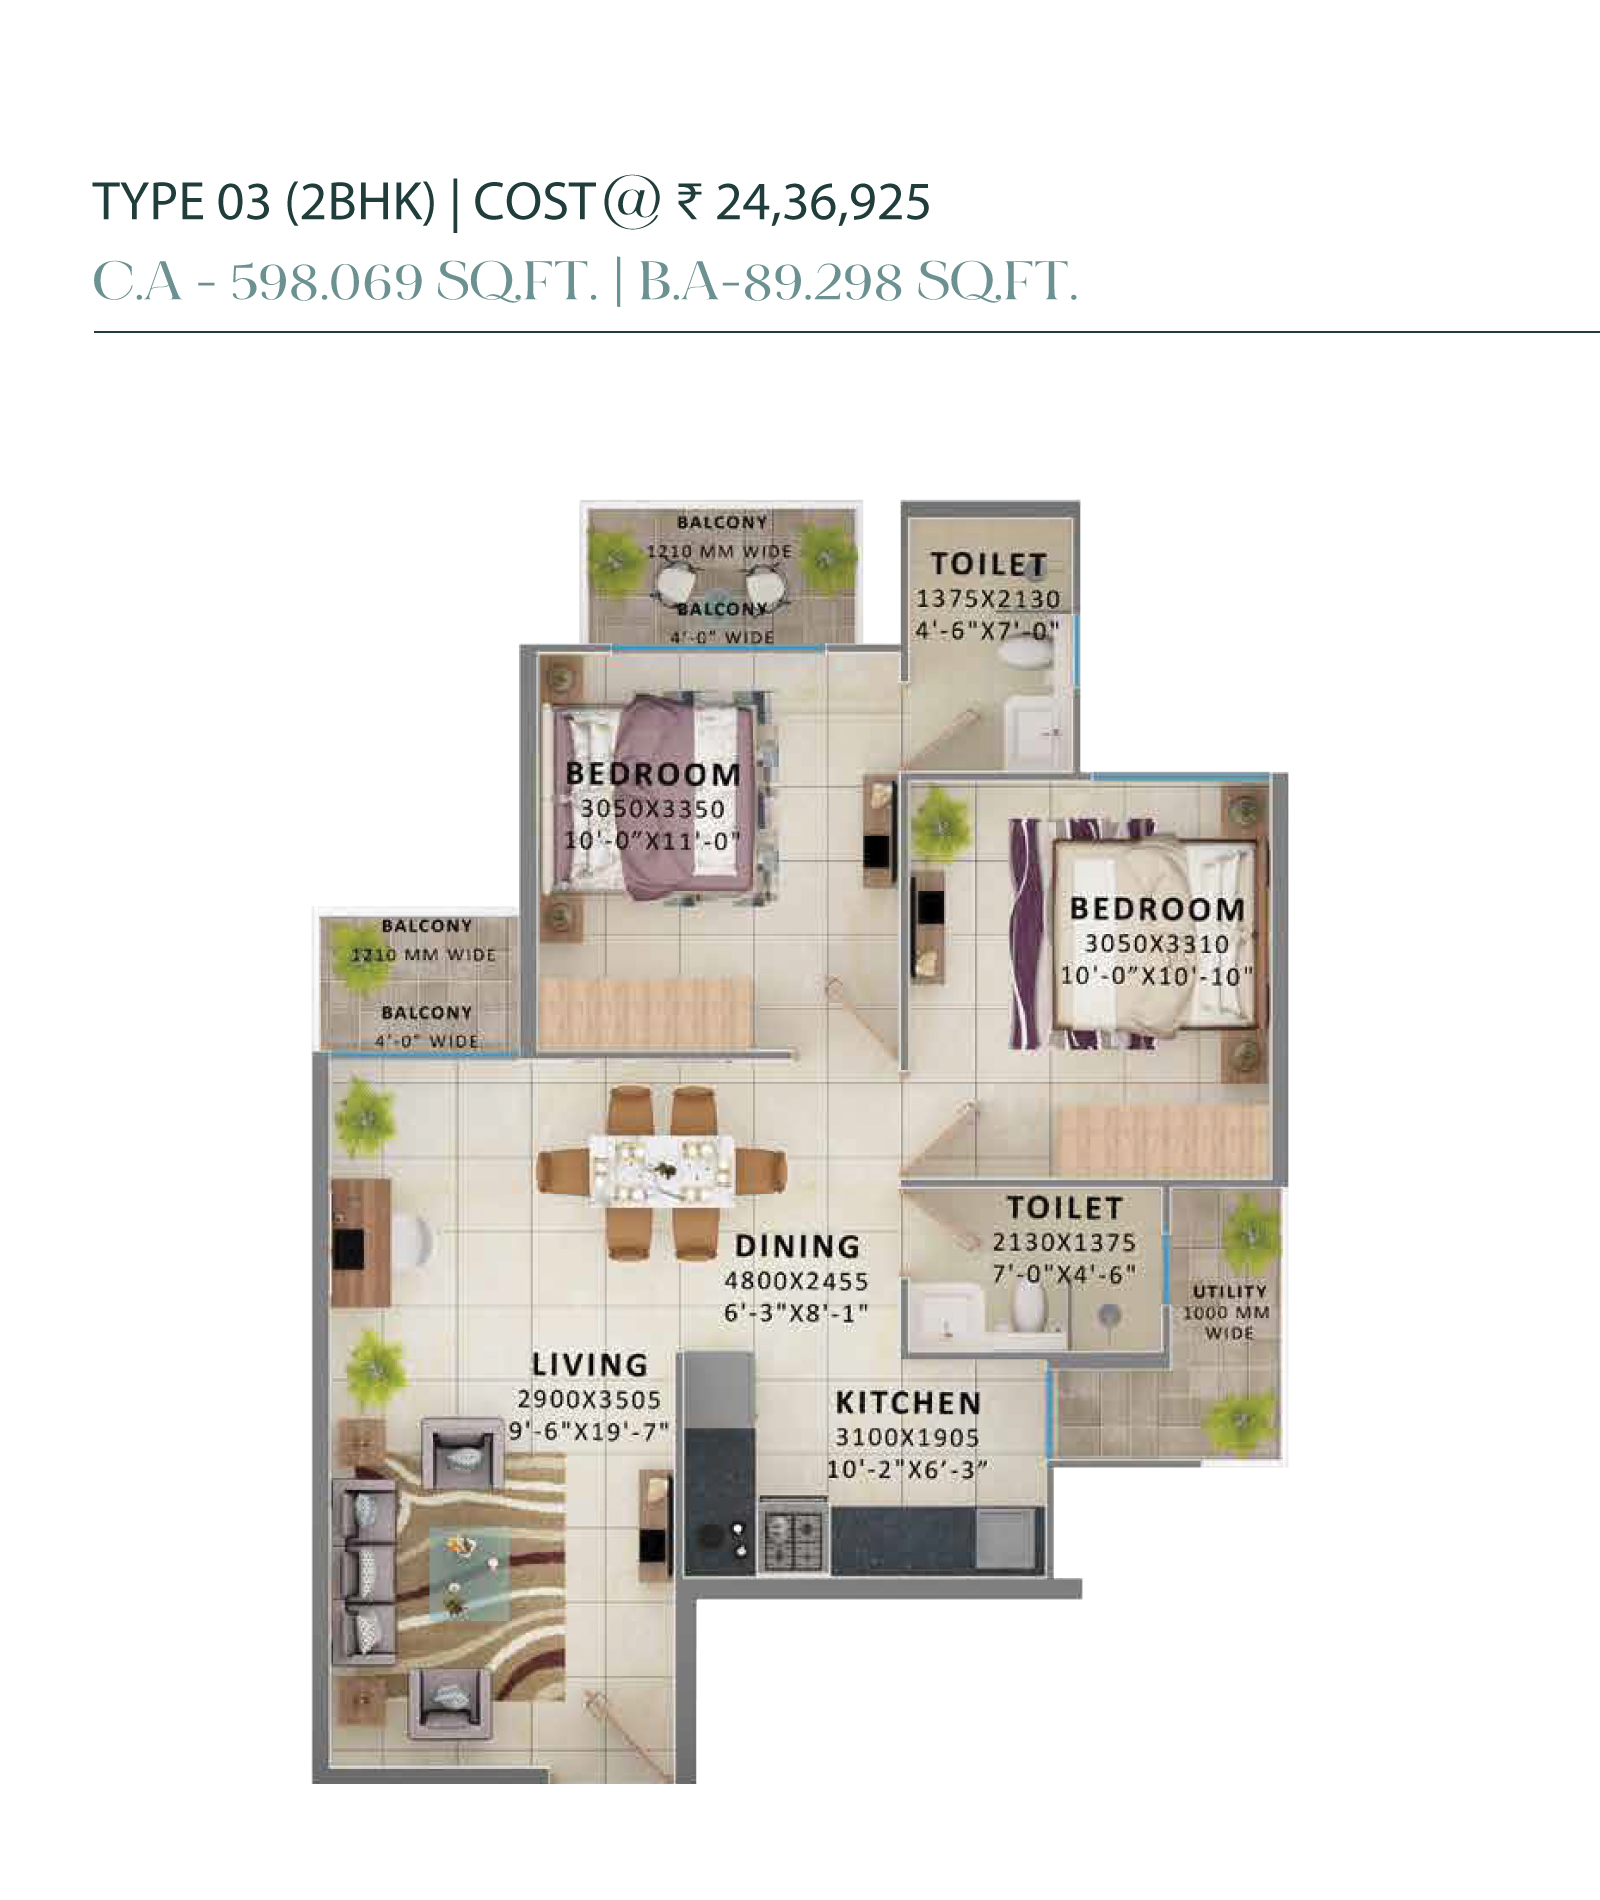 TYPE 03 (2BHK) | COST@ ₹ 24,36,925
C.A - 598.069 SQ.FT. | B.A-89.298 SQ.FT.
BALCONY
1210 MM WIDE
BALCONY
4'-0" WIDE
TOILET
1375X2130
4'-6"X7'-0"
BEDROOM
3050X3350
10'-0”X11'-0"
BEDROOM
3050X3310
10'-0”X10'-10"
BALCONY
1210 MM WIDE
BALCONY
4'-0" WIDE
TOILET
2130X1375
7'-0"X4'-6"
DINING
4800X2455
6'-3"X8'-1"
UTILITY
1000 MM
WIDE
LIVING
2900X3505
9'-6"X19'-7"
KITCHEN
3100X1905
10'-2"X6’-3”